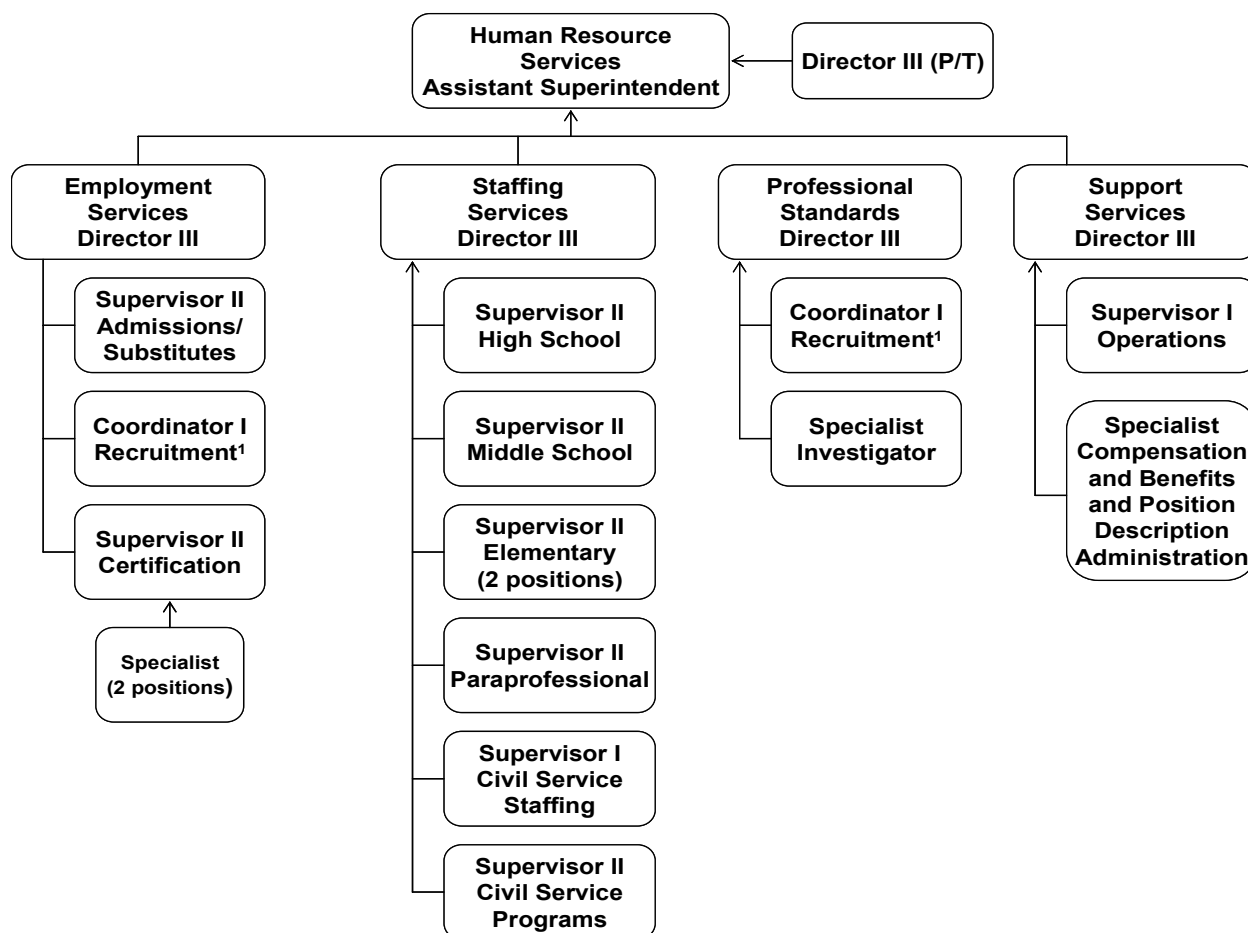 Human Resource
Services
Assistant Superintendent
Director III (P/T)
Employment
Services
Director III
Supervisor II
Admissions/
Substitutes
Coordinator I
Recruitment¹
Supervisor II
Certification
Specialist
(2 positions)
Staffing
Services
Director III
Supervisor II
High School
Supervisor II
Middle School
Supervisor II
Elementary
(2 positions)
Supervisor II
Paraprofessional
Supervisor I
Civil Service
Staffing
Supervisor II
Civil Service
Programs
Professional
Standards
Director III
Coordinator I
Recruitment¹
Specialist
Investigator
Support
Services
Director III
Supervisor I
Operations
Specialist
Compensation
and Benefits
and Position
Description
Administration